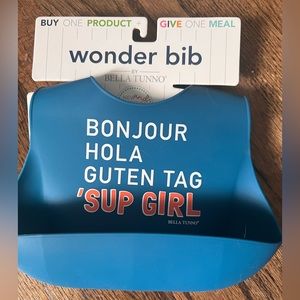 BUY ONE PRODUCT + GIVE ONE MEAL
wonder bib
BY
BELLA TUNNO®
BONJOUR
HOLA
GUTEN TAG
'SUP GIRL
BELLA TUNNO®